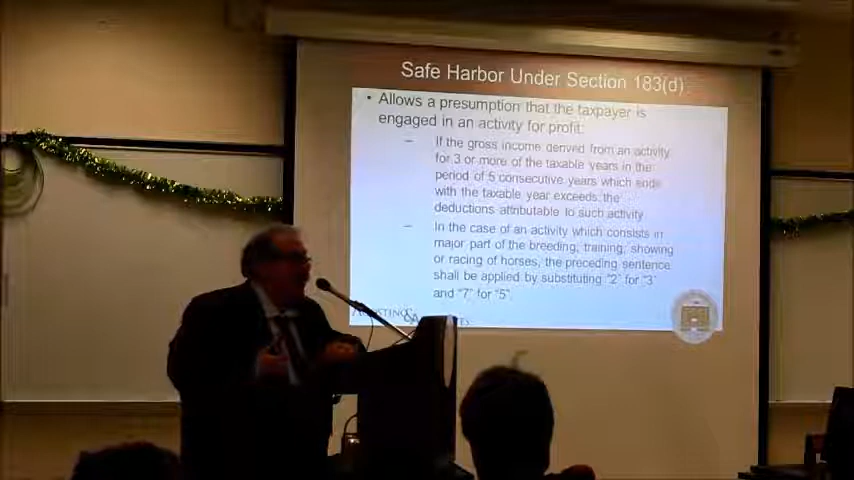 Safe Harbor Under Section 183(d)
• Allows a presumption that the taxpayer is
engaged in an activity for profit:
– If the gross income derived from an activity
for 3 or more of the taxable years in the
period of 5 consecutive years which ends
with the taxable year exceeds the
deductions attributable to such activity
– In the case of an activity which consists in
major part of the breeding, training, showing
or racing of horses, the preceding sentence
shall be applied by substituting "2" for "3"
and "7" for "5".